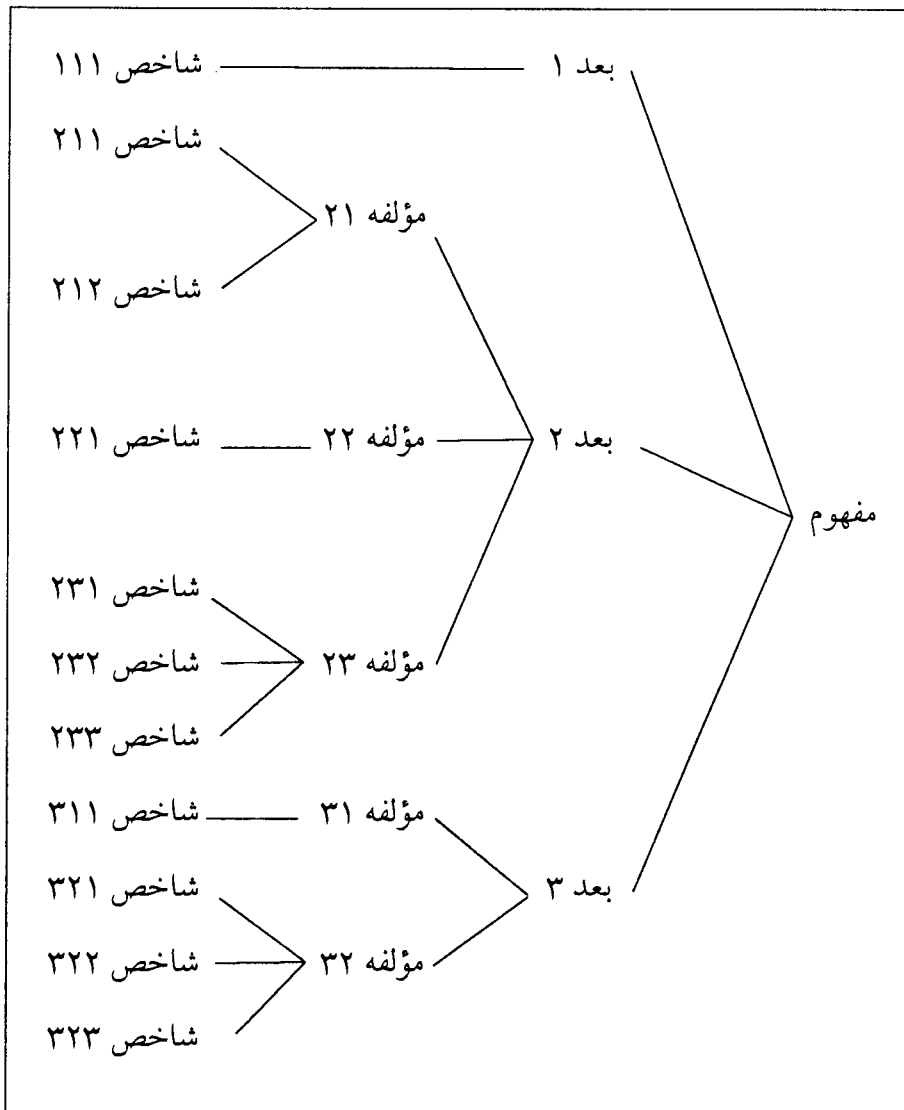 بعد ۱ شاخص ۱۱۱
شاخص ۲۱۱
مؤلفه ۲۱
شاخص ۲۱۲
بعد ۲ مؤلفه ۲۲ شاخص ۲۲۱
مفهوم
شاخص ۲۳۱
مؤلفه ۲۳ شاخص ۲۳۲
شاخص ۲۳۳
مؤلفه ۳۱ شاخص ۳۱۱
بعد ۳ شاخص ۳۲۱
مؤلفه ۳۲ شاخص ۳۲۲
شاخص ۳۲۳